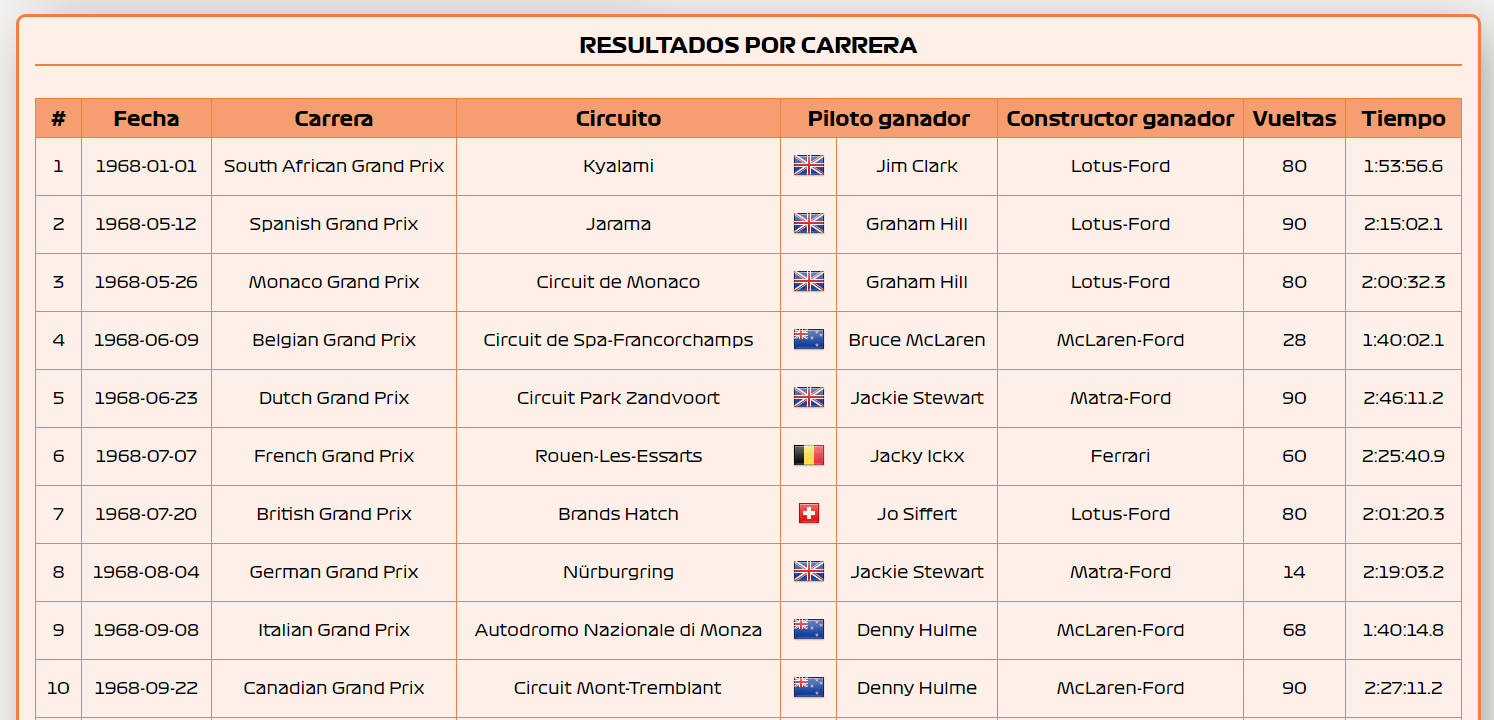 RESULTADOS POR CARRERA
# Fecha Carrera Circuito Piloto ganador Constructor ganador Vueltas Tiempo
1 1968-01-01 South African Grand Prix Kyalami Jim Clark Lotus-Ford 80 1:53:56.6
2 1968-05-12 Spanish Grand Prix Jarama Graham Hill Lotus-Ford 90 2:15:02.1
3 1968-05-26 Monaco Grand Prix Circuit de Monaco Graham Hill Lotus-Ford 80 2:00:32.3
4 1968-06-09 Belgian Grand Prix Circuit de Spa-Francorchamps Bruce McLaren McLaren-Ford 28 1:40:02.1
5 1968-06-23 Dutch Grand Prix Circuit Park Zandvoort Jackie Stewart Matra-Ford 90 2:46:11.2
6 1968-07-07 French Grand Prix Rouen-Les-Essarts Jacky Ickx Ferrari 60 2:25:40.9
7 1968-07-20 British Grand Prix Brands Hatch Jo Siffert Lotus-Ford 80 2:01:20.3
8 1968-08-04 German Grand Prix Nürburgring Jackie Stewart Matra-Ford 14 2:19:03.2
9 1968-09-08 Italian Grand Prix Autodromo Nazionale di Monza Denny Hulme McLaren-Ford 68 1:40:14.8
10 1968-09-22 Canadian Grand Prix Circuit Mont-Tremblant Denny Hulme McLaren-Ford 90 2:27:11.2